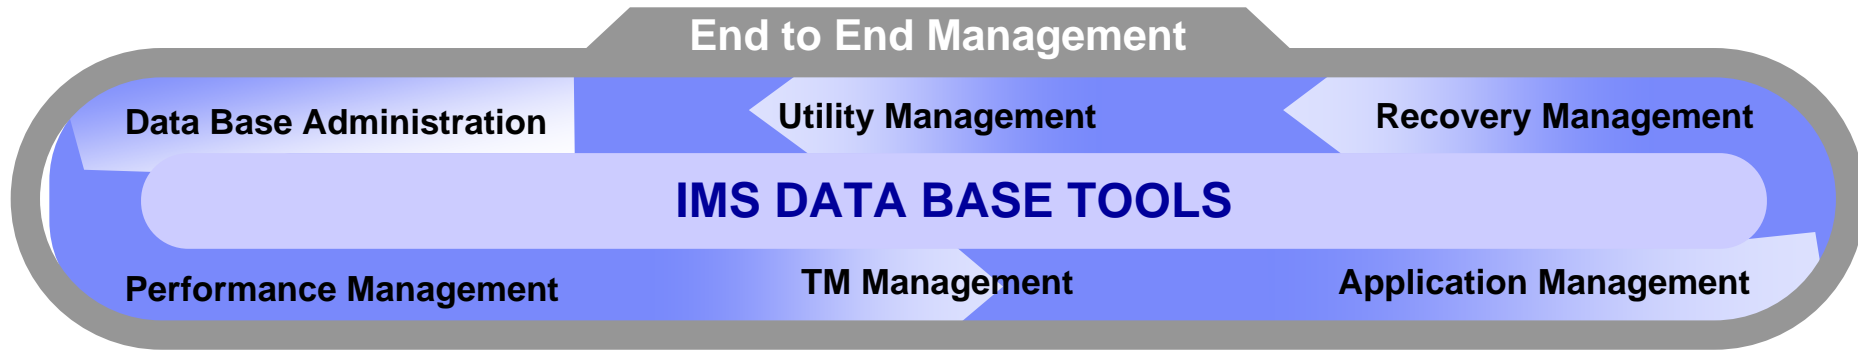 End to End Management
Data Base Administration
Utility Management
Recovery Management
IMS DATA BASE TOOLS
Performance Management
TM Management
Application Management